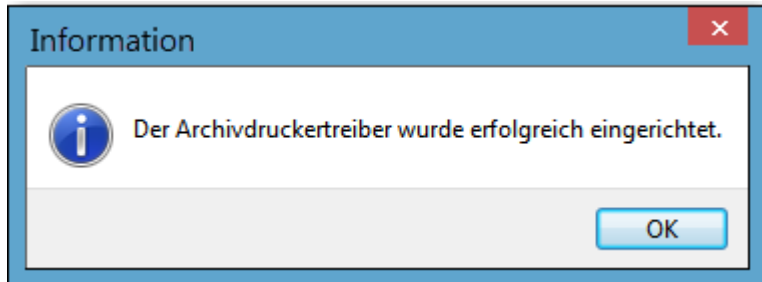 Information
Der Archivdruckertreiber wurde erfolgreich eingerichtet.
OK